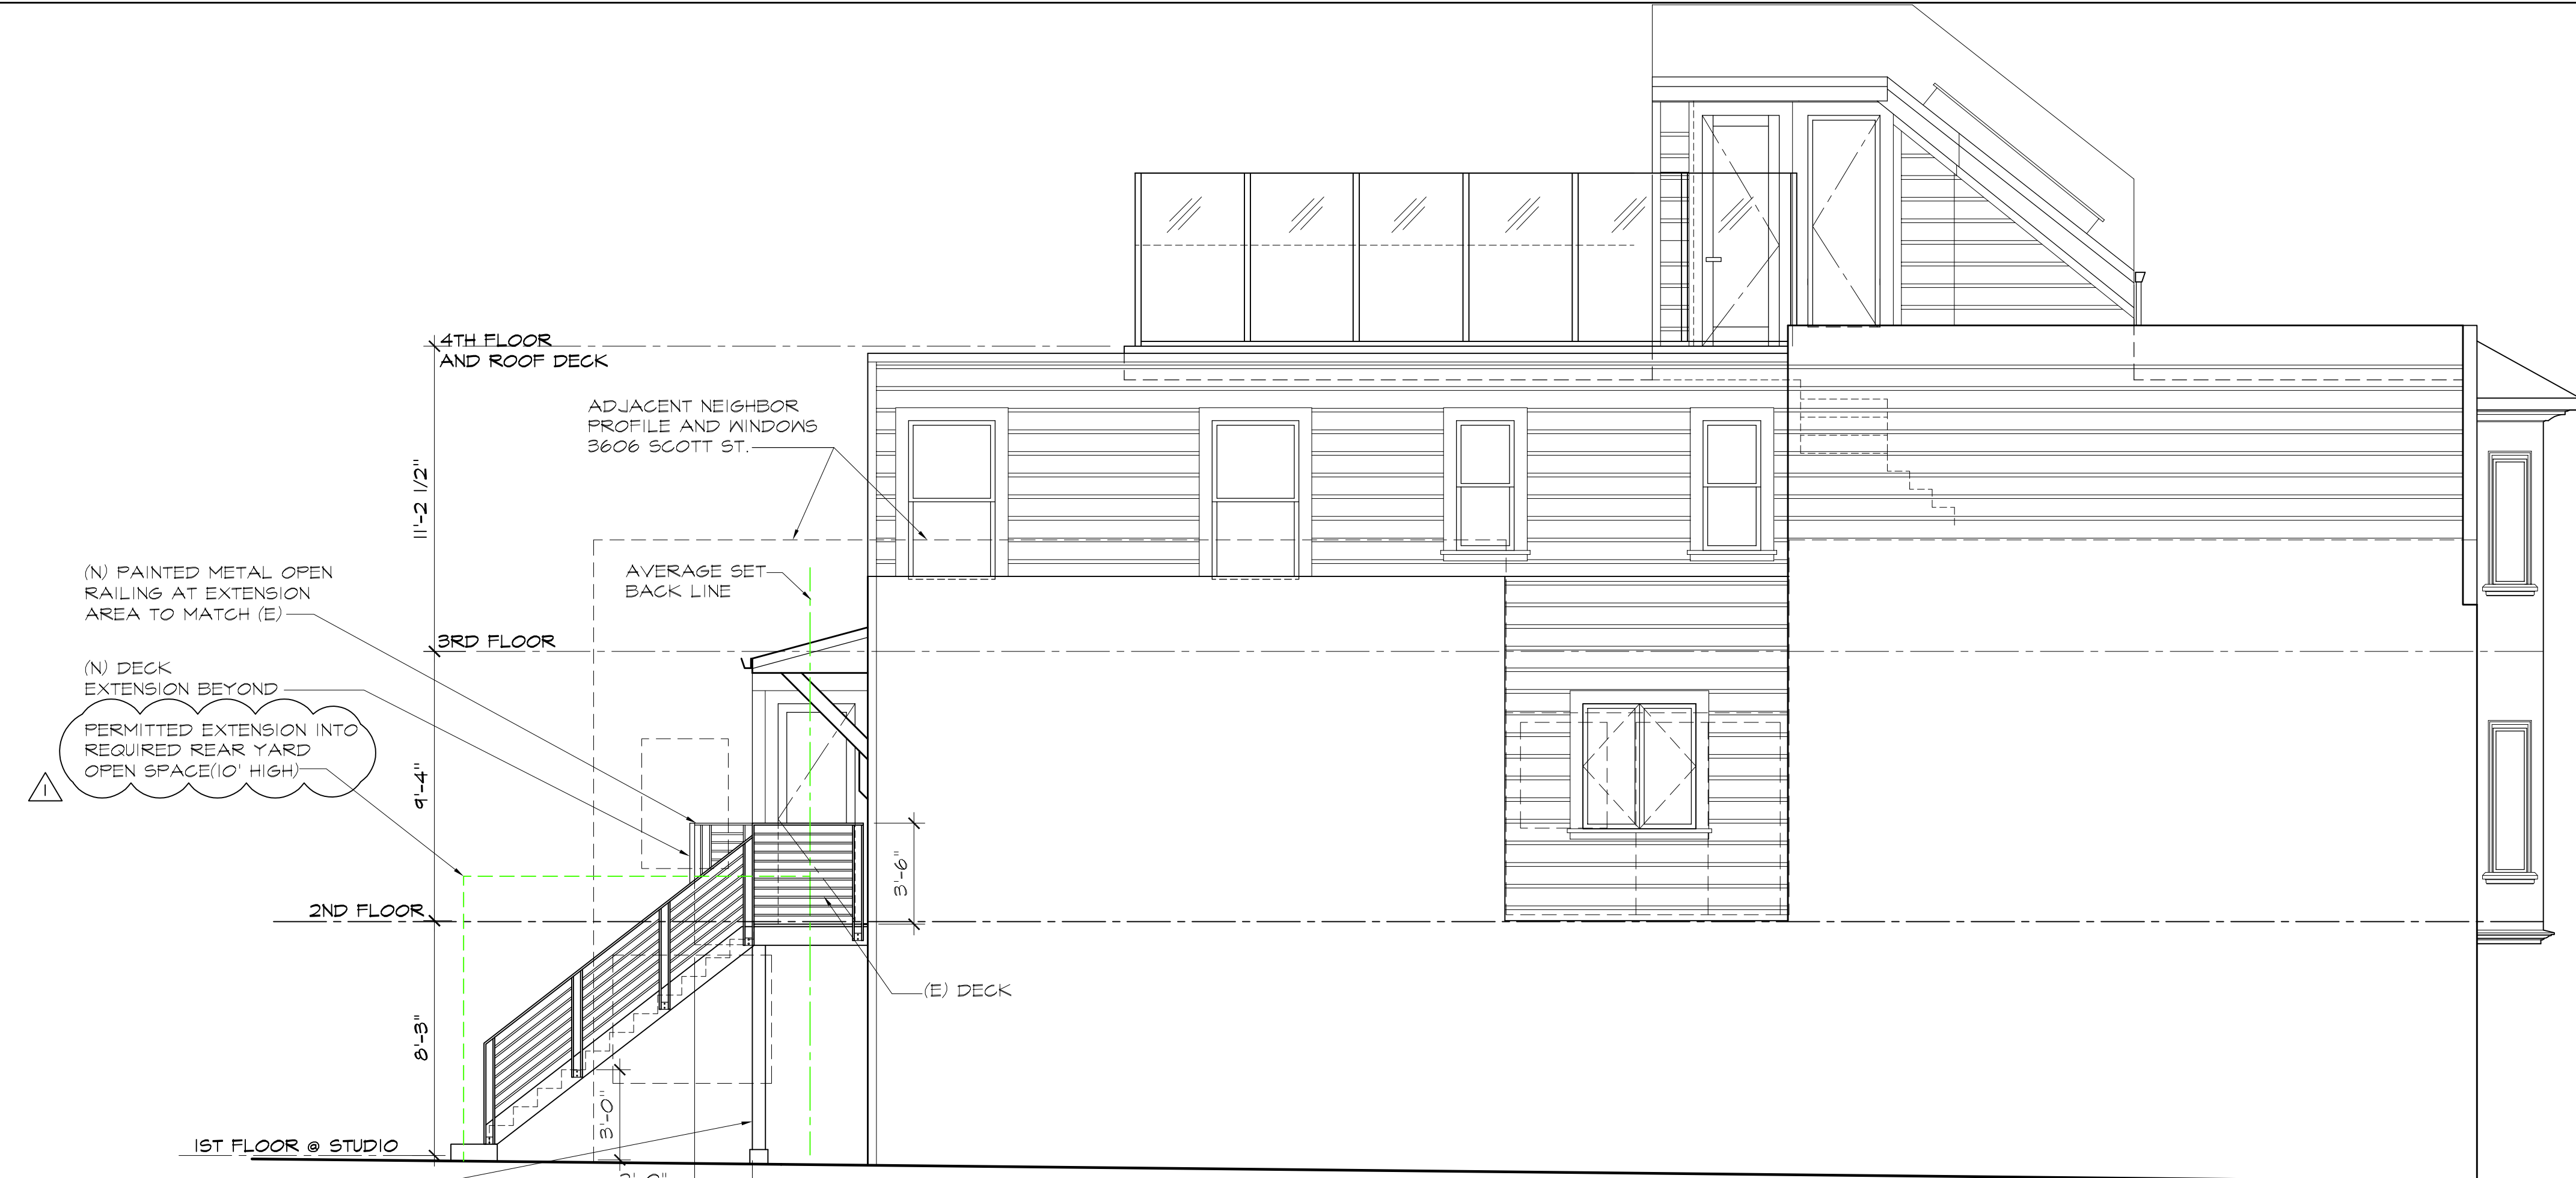 4TH FLOOR
AND ROOF DECK
ADJACENT NEIGHBOR
PROFILE AND WINDOWS
3606 SCOTT ST.
11'-2 1/2"
(N) PAINTED METAL OPEN
RAILING AT EXTENSION
AREA TO MATCH (E)
AVERAGE SET
BACK LINE
3RD FLOOR
(N) DECK
EXTENSION BEYOND
PERMITTED EXTENSION INTO
REQUIRED REAR YARD
OPEN SPACE(10' HIGH)
1
9'-4"
3'-6"
2ND FLOOR
(E) DECK
8'-3"
3'-0"
1ST FLOOR @ STUDIO